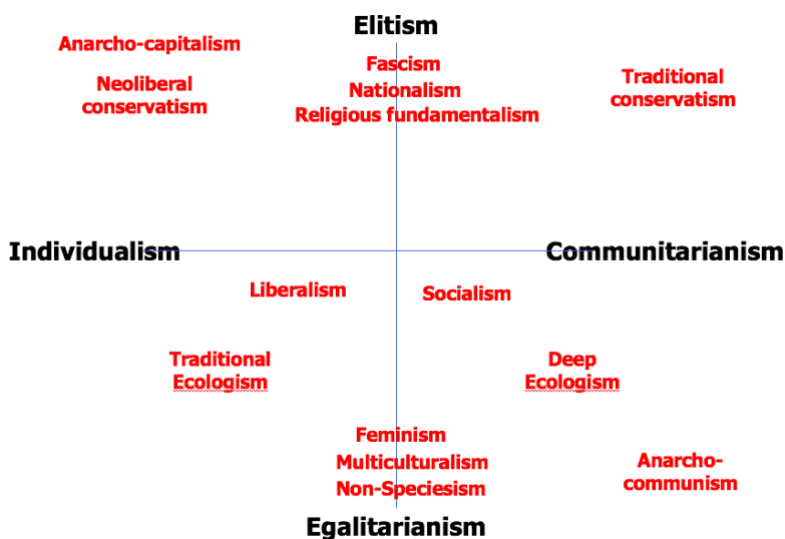 Elitism
Anarcho-capitalism
Fascism
Neoliberal
conservatism
Nationalism
Traditional
conservatism
Religious fundamentalism
Individualism
Communitarianism
Liberalism
Socialism
Traditional
Ecologism
Deep
Ecologism
Feminism
Multiculturalism
Anarcho-
communism
Non-Speciesism
Egalitarianism